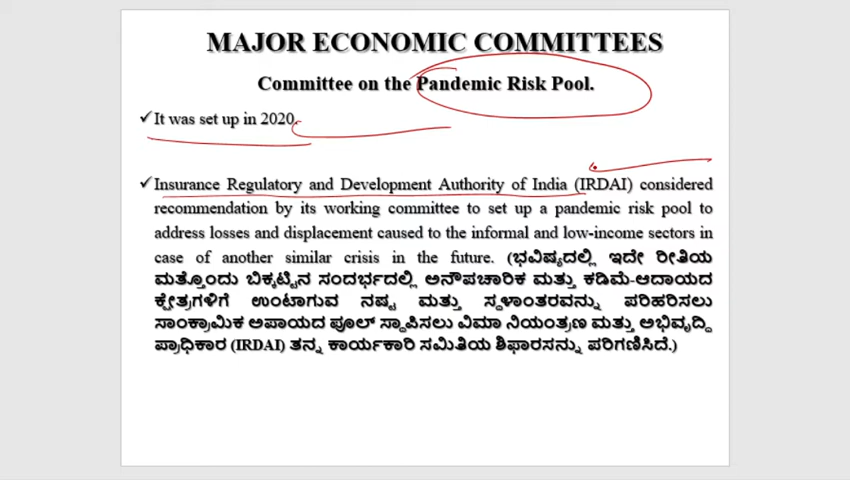 MAJOR ECONOMIC COMMITTEES
Committee on the Pandemic Risk Pool.
✓It was set up in 2020.
✓Insurance Regulatory and Development Authority of India (IRDAI) considered
recommendation by its working committee to set up a pandemic risk pool to
address losses and displacement caused to the informal and low-income sectors in
case of another similar crisis in the future. (ಭವಿಷ್ಯದಲ್ಲಿ ಇದೇ ರೀತಿಯ
ಮತ್ತೊಂದು ಬಿಕ್ಕಟ್ಟಿನ ಸಂದರ್ಭದಲ್ಲಿ ಅನೌಪಚಾರಿಕ ಮತ್ತು ಕಡಿಮೆ-ಆದಾಯದ
ಕ್ಷೇತ್ರಗಳಿಗೆ ಉಂಟಾಗುವ ನಷ್ಟ ಮತ್ತು ಸ್ಥಳಾಂತರವನ್ನು ಪರಿಹರಿಸಲು
ಸಾಂಕ್ರಾಮಿಕ ಅಪಾಯದ ಪೂಲ್ ಸ್ಥಾಪಿಸಲು ವಿಮಾ ನಿಯಂತ್ರಣ ಮತ್ತು ಅಭಿವೃದ್ಧಿ
ಪ್ರಾಧಿಕಾರ (IRDAI) ತನ್ನ ಕಾರ್ಯಕಾರಿ ಸಮಿತಿಯ ಶಿಫಾರಸನ್ನು ಪರಿಗಣಿಸಿದೆ.)